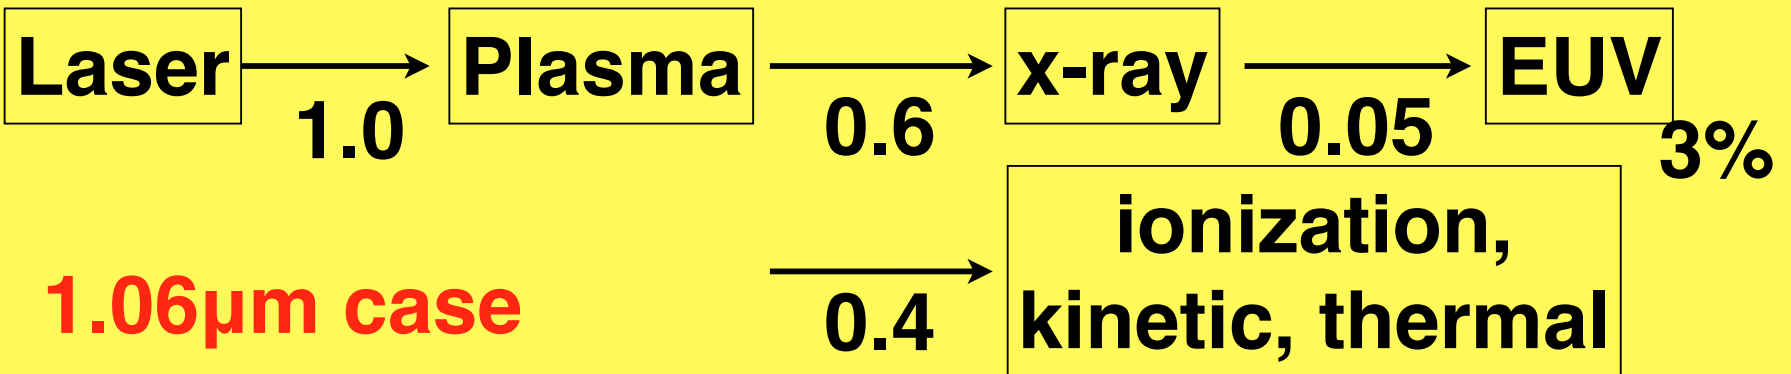 Laser Plasma x-ray EUV
1.0 0.6 0.05 3%
ionization,
1.06µm case 0.4 kinetic, thermal